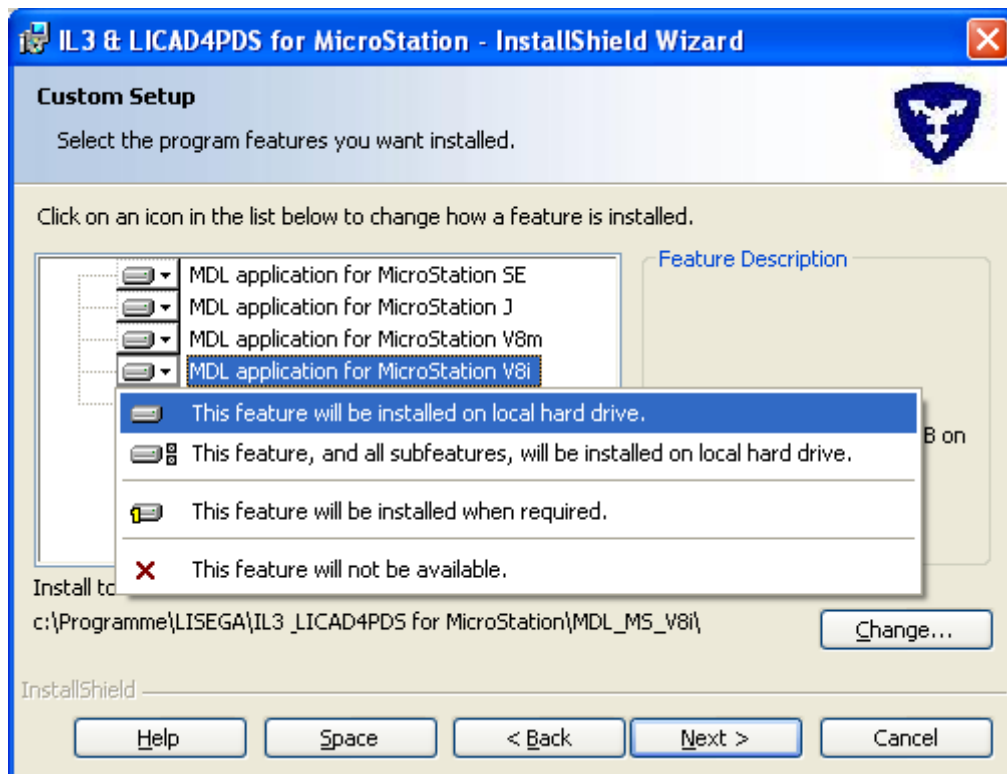 IL3 & LICAD4PDS for MicroStation - InstallShield Wizard
Custom Setup
Select the program features you want installed.
Click on an icon in the list below to change how a feature is installed.
MDL application for MicroStation SE
MDL application for MicroStation J
MDL application for MicroStation V8m
MDL application for MicroStation V8i
Feature Description
This feature will be installed on local hard drive.
B on
This feature, and all subfeatures, will be installed on local hard drive.
This feature will be installed when required.
This feature will not be available.
Install to
c:\Programme\LISEGA\IL3_LICAD4PDS for MicroStation\MDL_MS_V8i\
Change...
InstallShield
Help
Space
< Back
Next >
Cancel